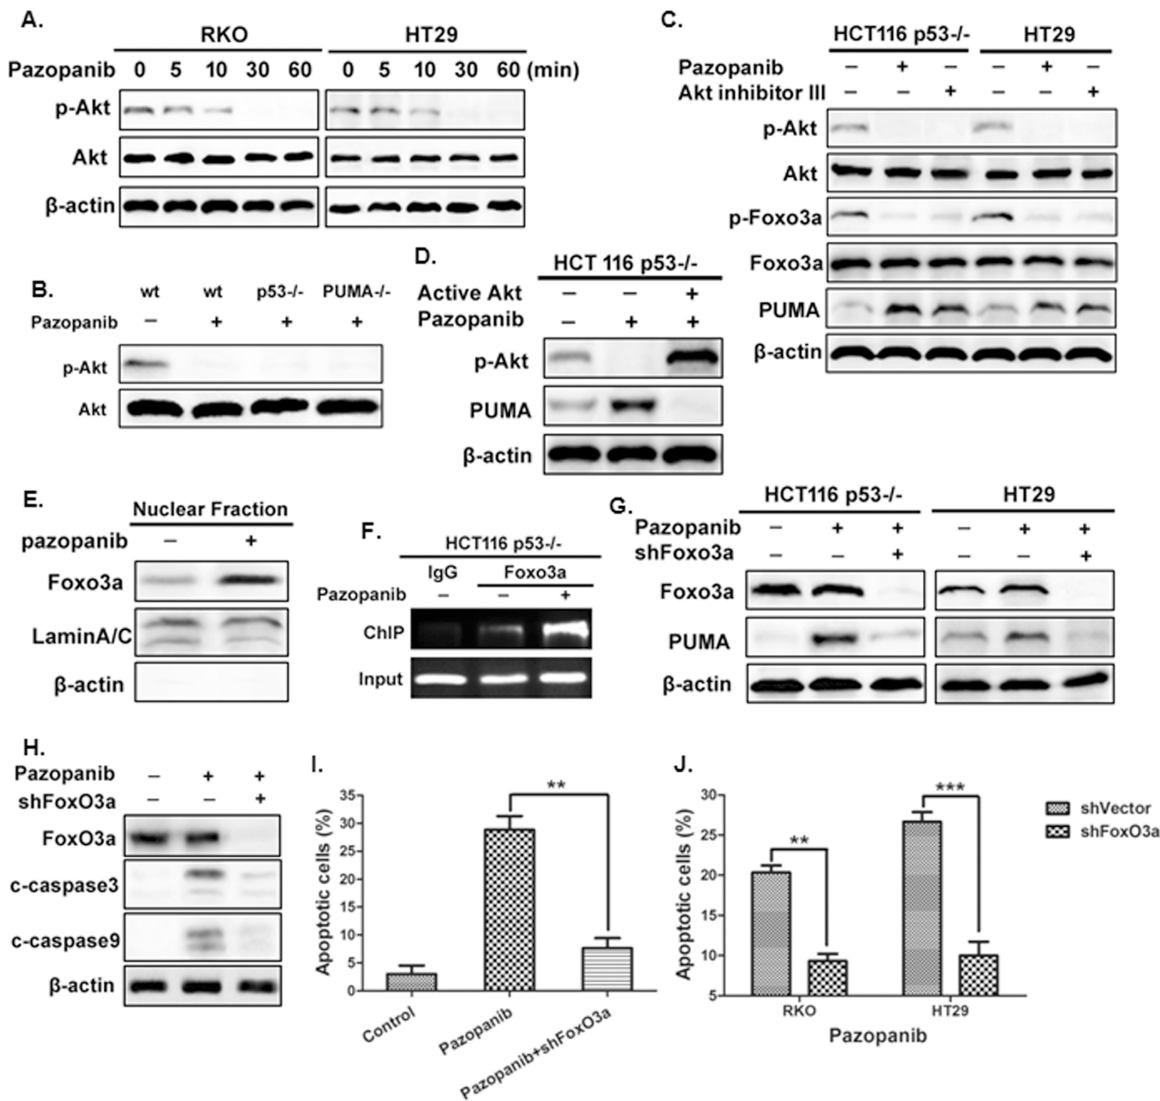 A.
RKO HT29
Pazopanib 0 5 10 30 60 0 5 10 30 60 (min)
p-Akt
Akt
β-actin
B.
wt wt p53-/- PUMA-/-
Pazopanib − + + +
p-Akt
Akt
C.
HCT116 p53-/- HT29
Pazopanib − + − − + −
Akt inhibitor III − − + − − +
p-Akt
Akt
p-Foxo3a
Foxo3a
PUMA
β-actin
D.
HCT 116 p53-/-
Active Akt − − +
Pazopanib − + +
p-Akt
PUMA
β-actin
E.
Nuclear Fraction
pazopanib − +
Foxo3a
LaminA/C
β-actin
F.
HCT116 p53-/-
IgG Foxo3a
Pazopanib − − +
ChIP
Input
G.
HCT116 p53-/- HT29
Pazopanib − + + − + +
shFoxo3a − − + − − +
Foxo3a
PUMA
β-actin
H.
Pazopanib − + +
shFoxO3a − − +
FoxO3a
c-caspase3
c-caspase9
β-actin
I.
Apoptotic cells (%)
35
30
25
20
15
10
5
0
**
Control
Pazopanib
Pazopanib+shFoxO3a
J.
Apoptotic cells (%)
30
25
20
15
10
5
** ***
RKO HT29
Pazopanib
shVector
shFoxO3a